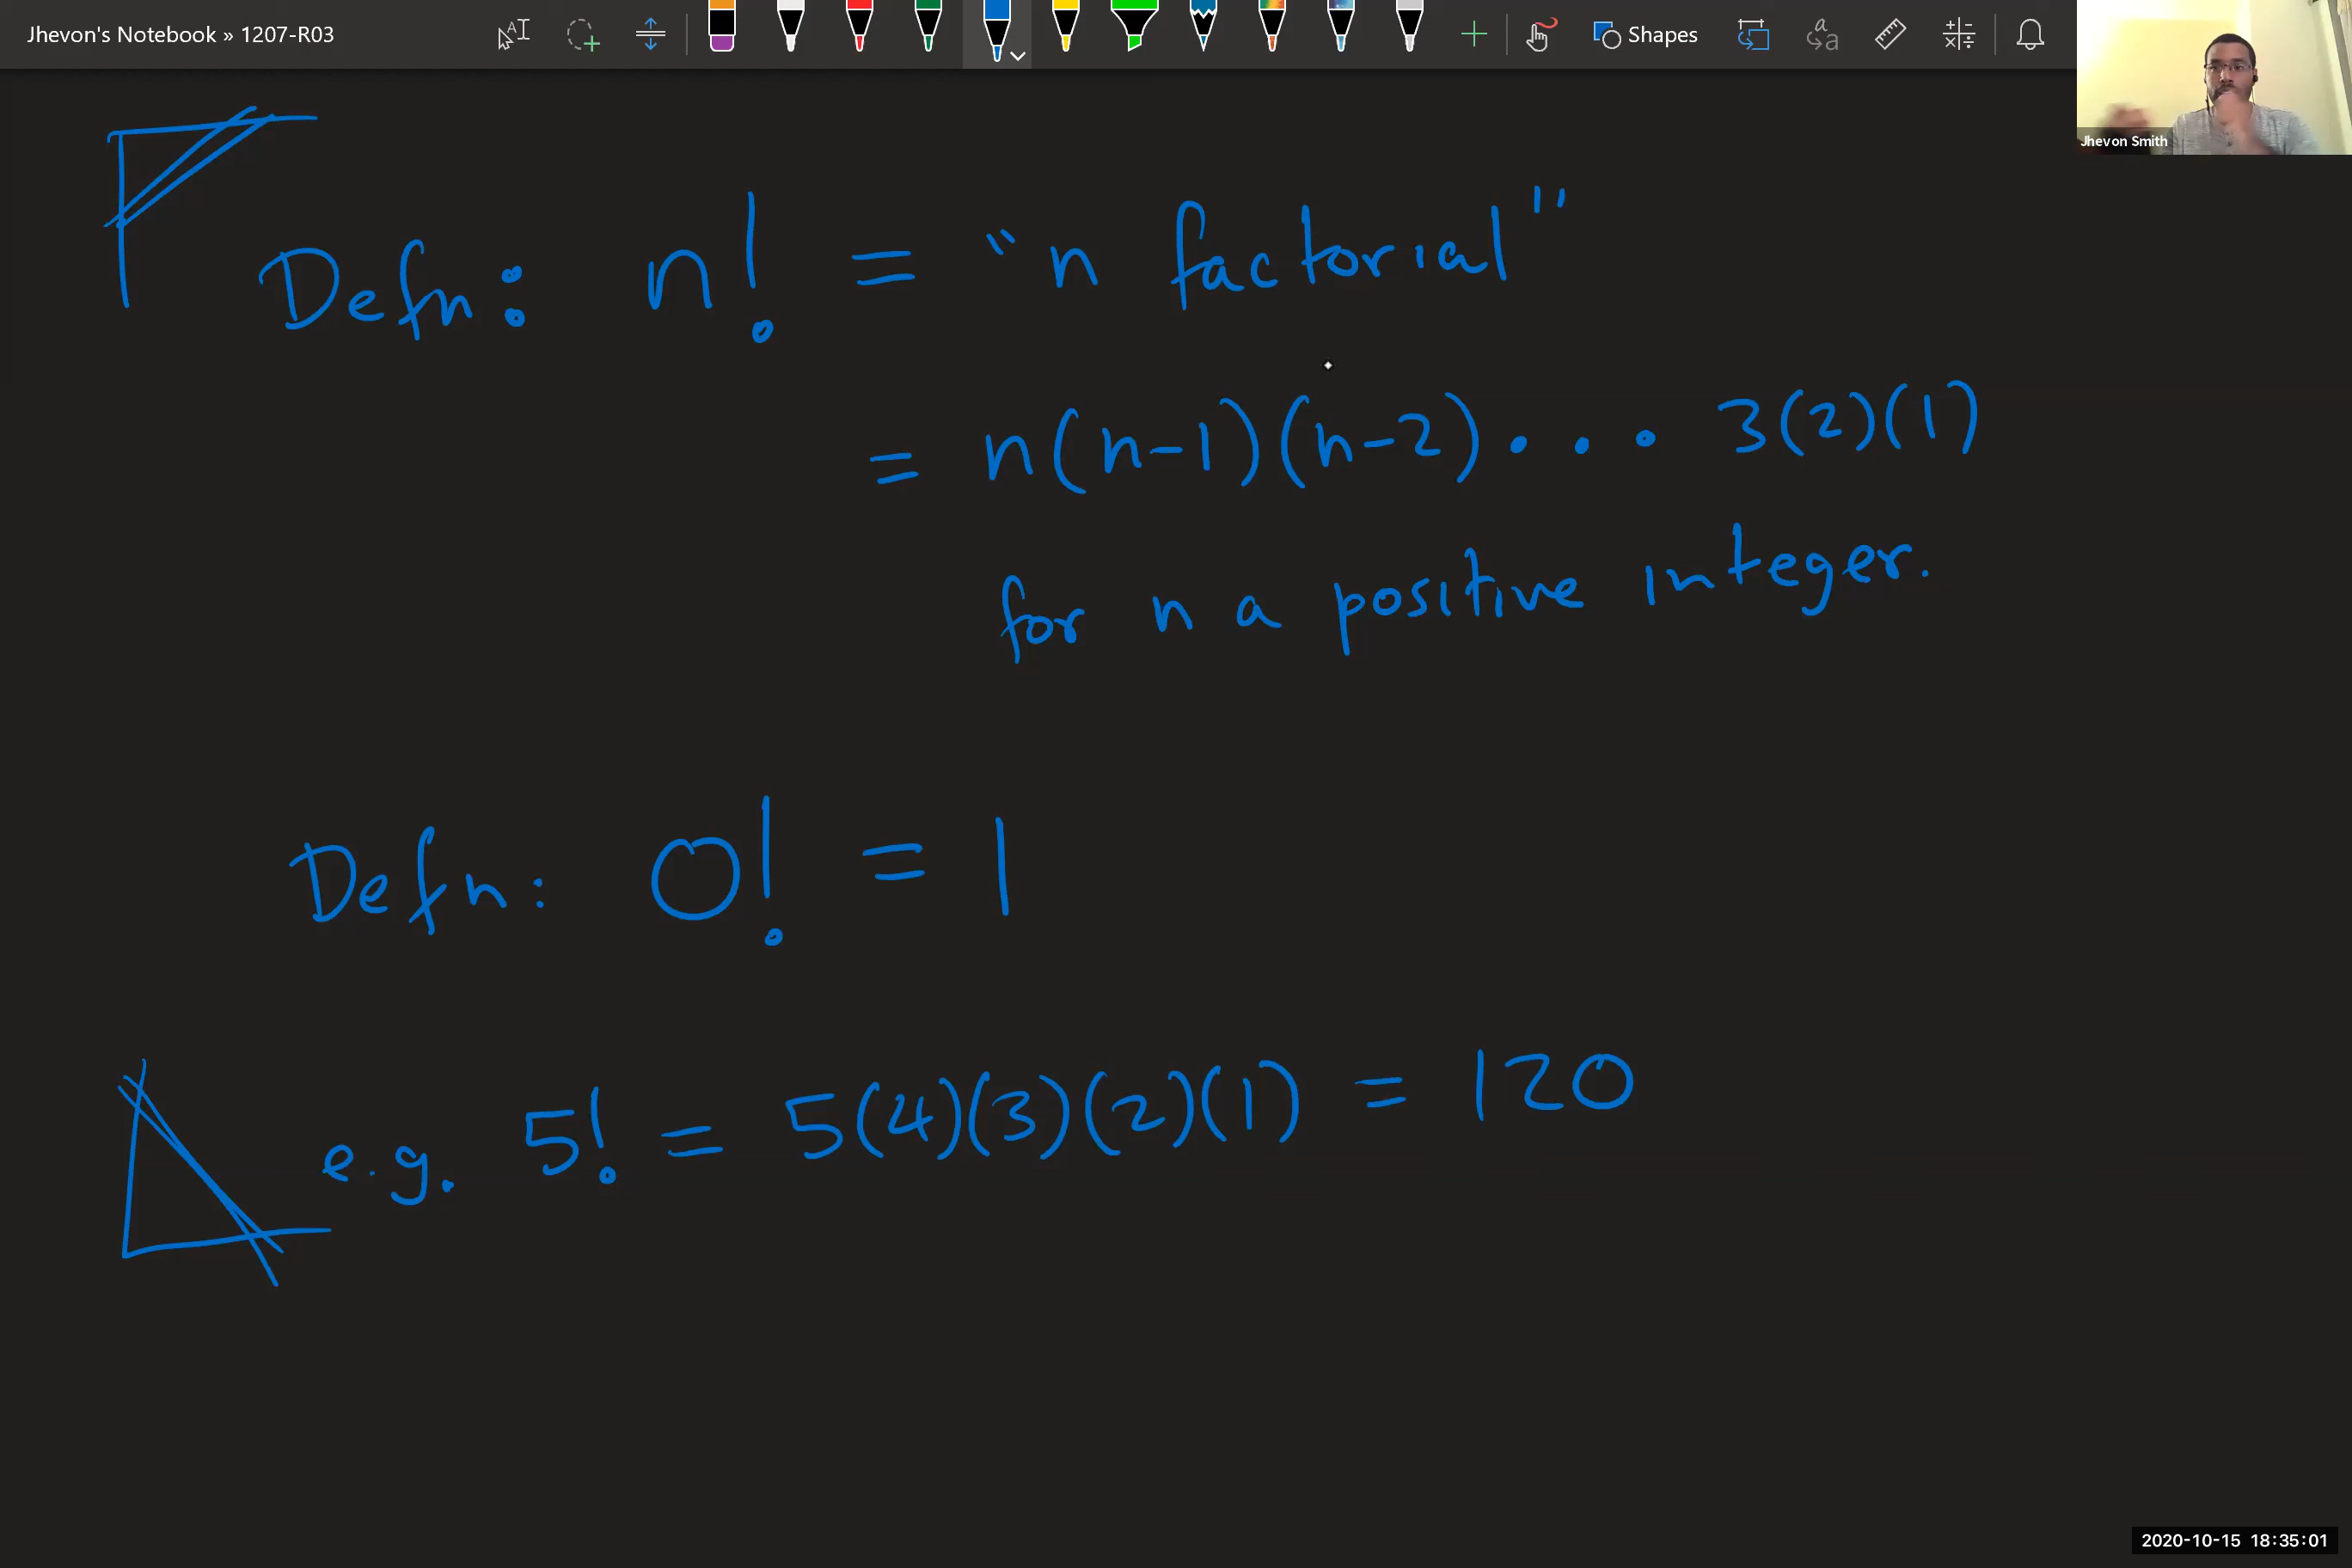 Jhevon's Notebook » 1207-R03
Shapes
Jhevon Smith
Defn: n! = "n factorial"
= n(n-1)(n-2)... 3(2)(1)
for n a positive integer.
Defn: 0! = 1
e.g. 5! = 5(4)(3)(2)(1) = 120
2020-10-15 18:35:01